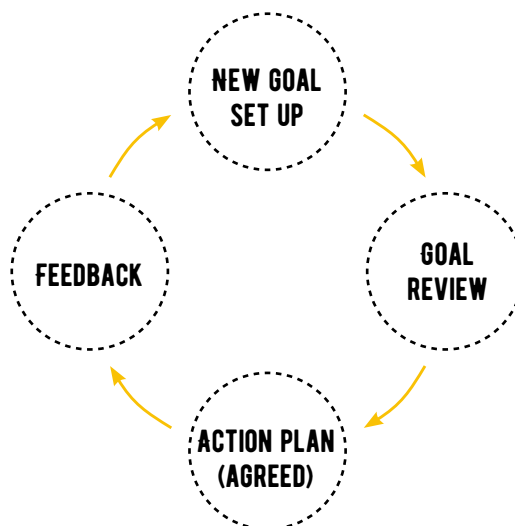 New goal
set up
Goal
review
Action plan
(agreed)
Feedback